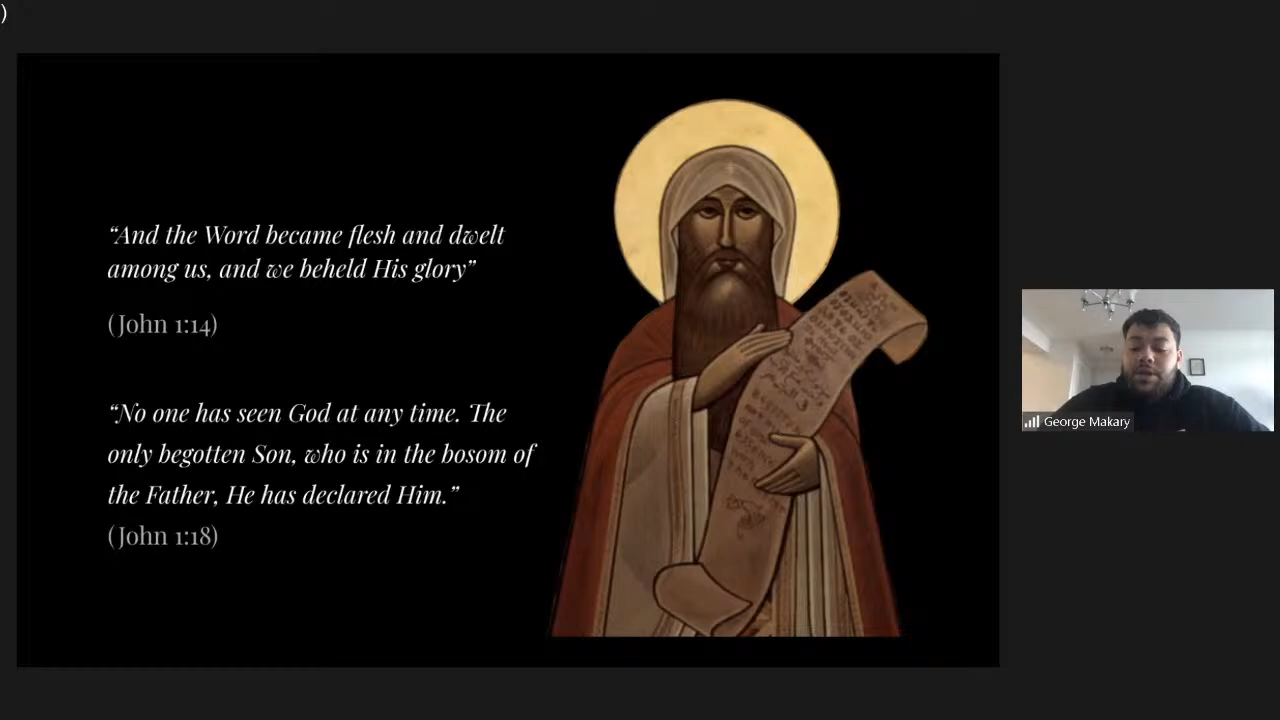 )
“And the Word became flesh and dwelt
among us, and we beheld His glory”
(John 1:14)
“No one has seen God at any time. The
only begotten Son, who is in the bosom of
the Father, He has declared Him.”
(John 1:18)
George Makary